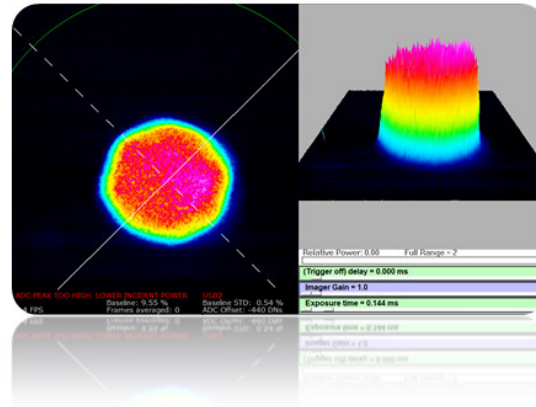 ADC PEAK TOO HIGH. LOWER INCIDENT POWER USB2
Baseline: 9.55 % Baseline STD: 0.54 %
FPS Frames averaged: 0 ADC Offset: -440 DNs
Relative Power: 0.00 Full Range = 2
(Trigger off) delay = 0.000 ms
Imager Gain = 1.0
Exposure time = 0.144 ms